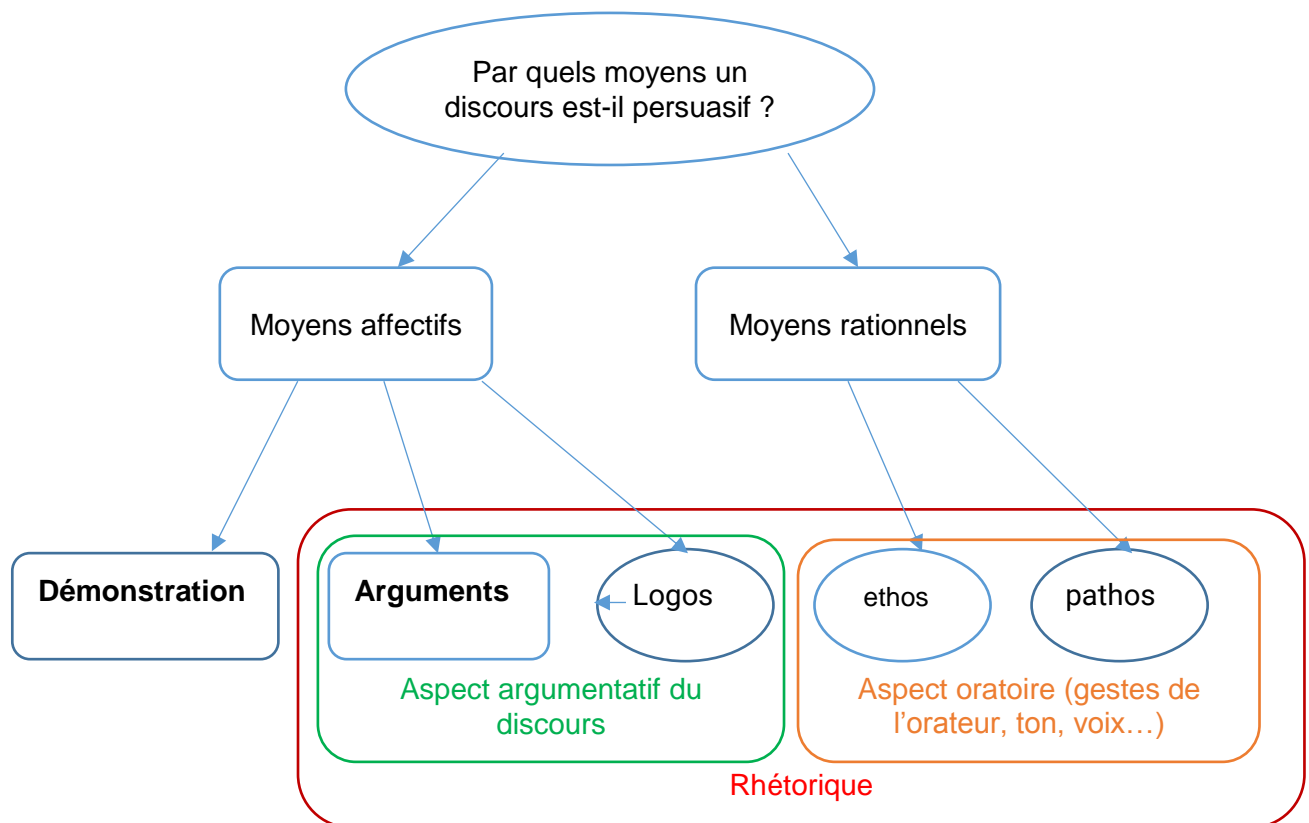 Par quels moyens un
discours est-il persuasif ?
Moyens affectifs
Moyens rationnels
Démonstration
Arguments
Logos
ethos
pathos
Aspect argumentatif du
discours
Aspect oratoire (gestes de
l’orateur, ton, voix…)
Rhétorique